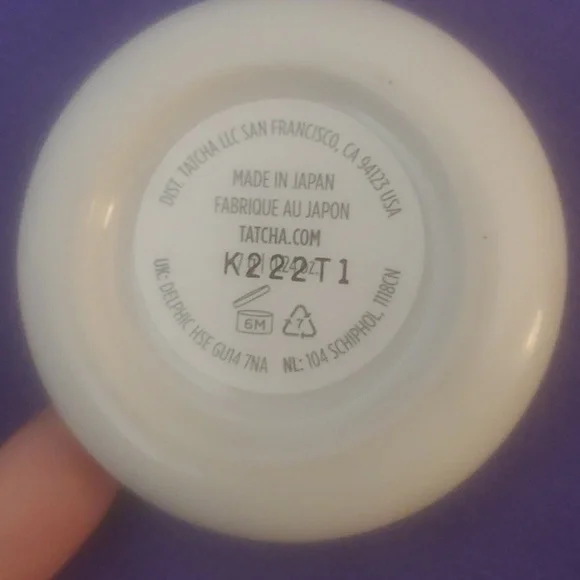 DIST. TATCHA LLC SAN FRANCISCO, CA 94123 USA
MADE IN JAPAN
FABRIQUE AU JAPON
TATCHA.COM
K222T1
6M
7
UK: DELPHIC HSE GU14 7NA NL: 104 SCHIPHOL, 1118CN